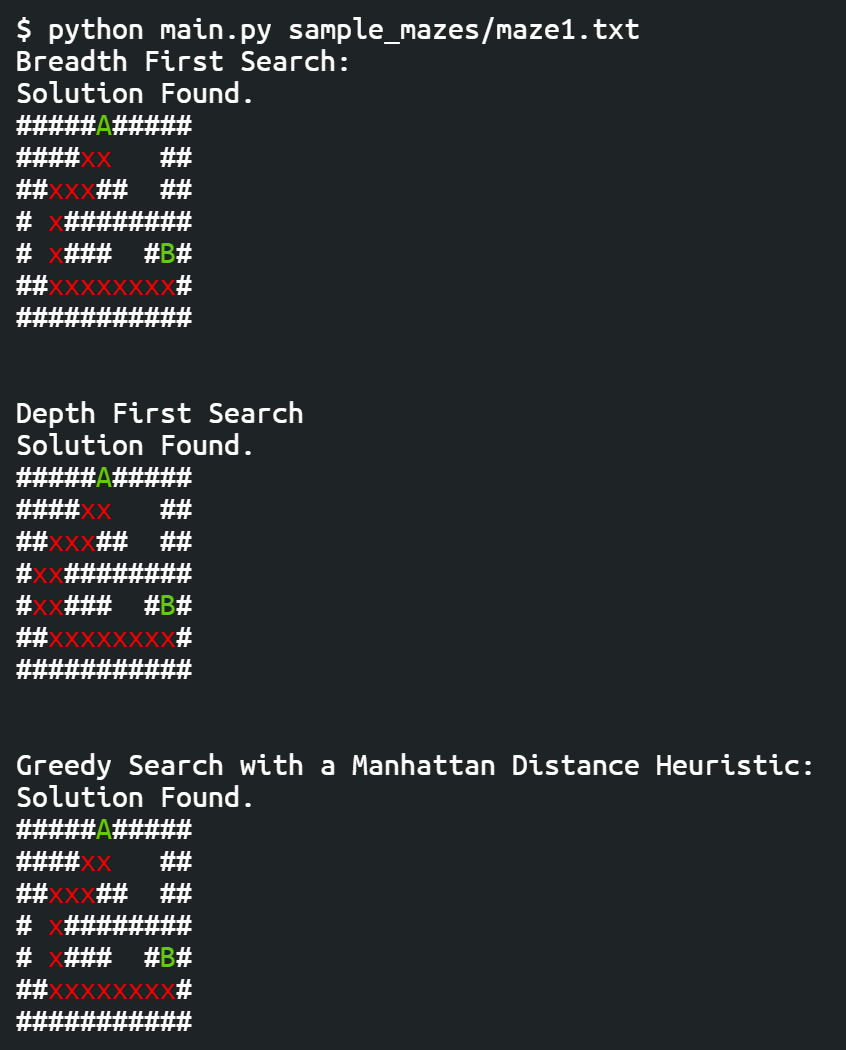 $ python main.py sample_mazes/maze1.txt
Breadth First Search:
Solution Found.
#####A#####
####xx   ##
##xxx##  ##
# x########
# x###  #B#
##xxxxxxxx#
###########
Depth First Search
Solution Found.
#####A#####
####xx   ##
##xxx##  ##
#xx########
#xx###  #B#
##xxxxxxxx#
###########
Greedy Search with a Manhattan Distance Heuristic:
Solution Found.
#####A#####
####xx   ##
##xxx##  ##
# x########
# x###  #B#
##xxxxxxxx#
###########